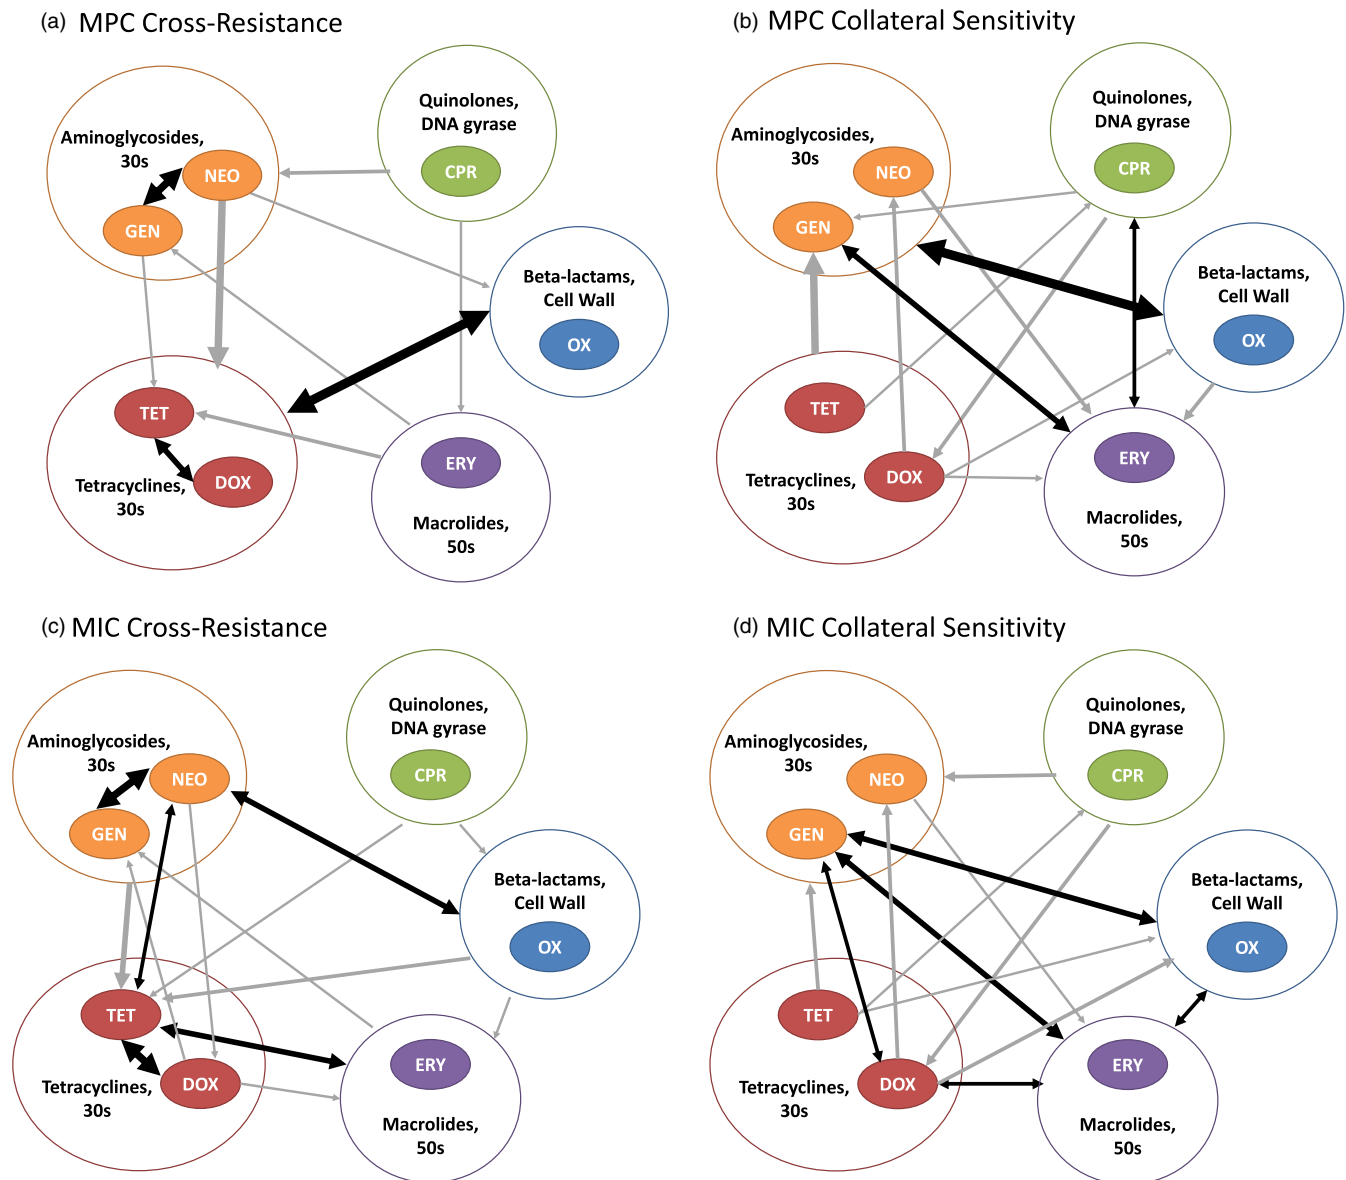 (a) MPC Cross-Resistance
Quinolones,
DNA gyrase
CPR
Aminoglycosides,
30s
NEO
GEN
Beta-lactams,
Cell Wall
OX
TET
DOX
Tetracyclines,
30s
ERY
Macrolides,
50s
(b) MPC Collateral Sensitivity
Quinolones,
DNA gyrase
CPR
Aminoglycosides,
30s
NEO
GEN
Beta-lactams,
Cell Wall
OX
TET
DOX
Tetracyclines,
30s
ERY
Macrolides,
50s
(c) MIC Cross-Resistance
Quinolones,
DNA gyrase
CPR
Aminoglycosides,
30s
NEO
GEN
Beta-lactams,
Cell Wall
OX
TET
DOX
Tetracyclines,
30s
ERY
Macrolides,
50s
(d) MIC Collateral Sensitivity
Quinolones,
DNA gyrase
CPR
Aminoglycosides,
30s
NEO
GEN
Beta-lactams,
Cell Wall
OX
TET
DOX
Tetracyclines,
30s
ERY
Macrolides,
50s